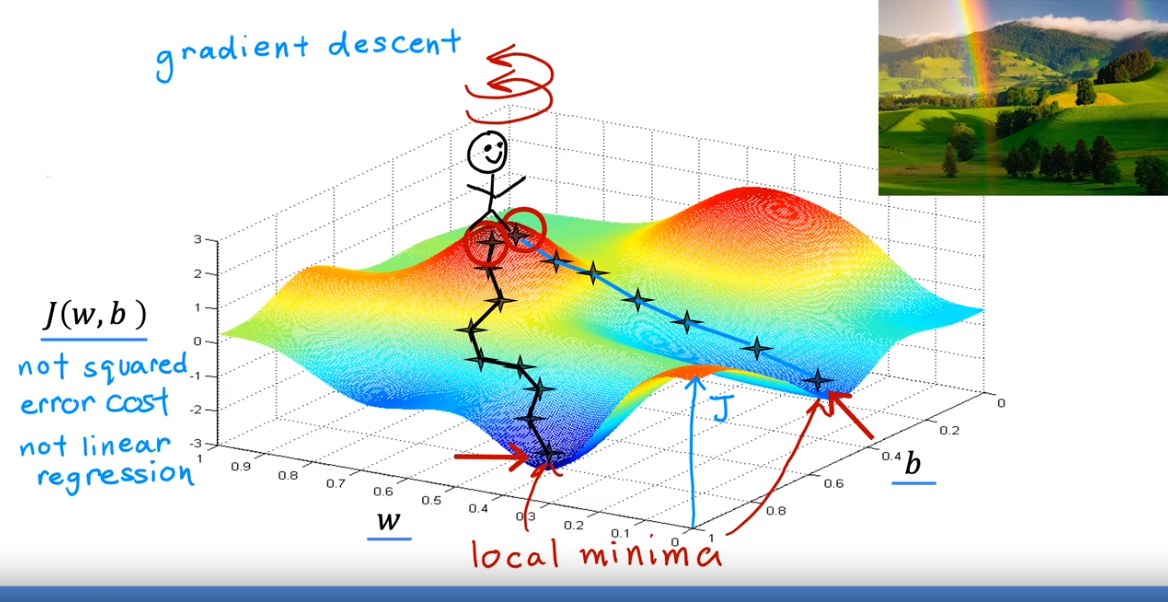 gradient descent
J(w, b)
not squared
error cost
not linear
regression
3
2
1
0
-1
-2
-3
1
0.9
0.8
0.7
0.6
0.5
0.4
0.3
0.2
0.1
0
w
1
0.8
0.6
0.4
0.2
0
b
J
local minima